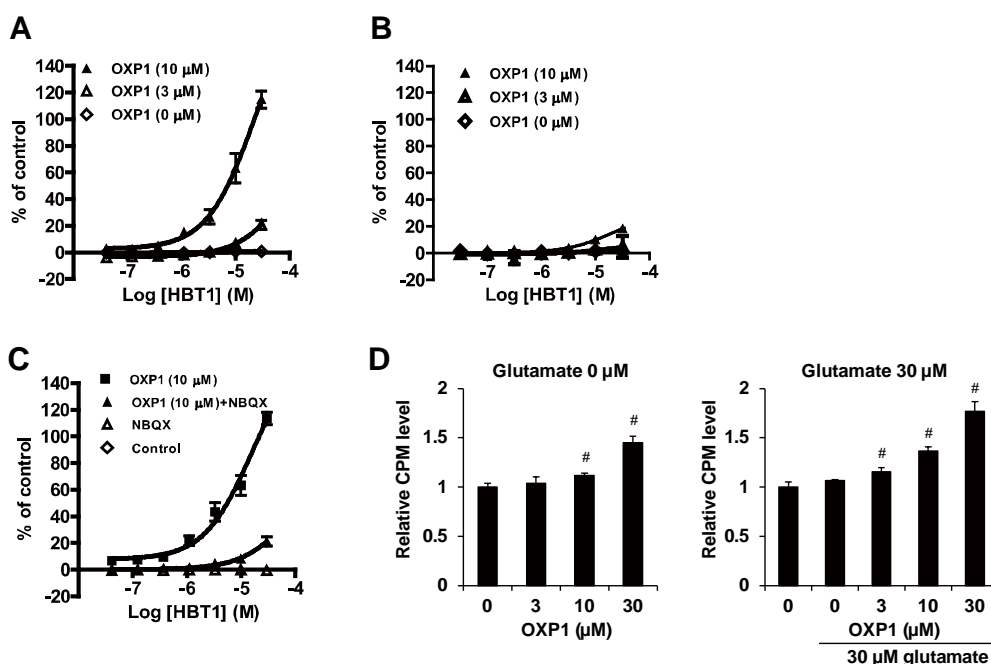 A
OXP1 (10 µM)
OXP1 (3 µM)
OXP1 (0 µM)
140
120
100
80
60
40
20
0
-20
% of control
-7
-6
-5
-4
Log [HBT1] (M)
B
OXP1 (10 µM)
OXP1 (3 µM)
OXP1 (0 µM)
140
120
100
80
60
40
20
0
-20
% of control
-7
-6
-5
-4
Log [HBT1] (M)
C
OXP1 (10 µM)
OXP1 (10 µM)+NBQX
NBQX
Control
140
120
100
80
60
40
20
0
-20
% of control
-7
-6
-5
-4
Log [HBT1] (M)
D
Glutamate 0 µM
2
1.5
1
0.5
0
Relative CPM level
#
#
0 3 10 30
OXP1 (µM)
Glutamate 30 µM
2
1.5
1
0.5
0
Relative CPM level
#
#
#
0 0 3 10 30
OXP1 (µM)
30 µM glutamate